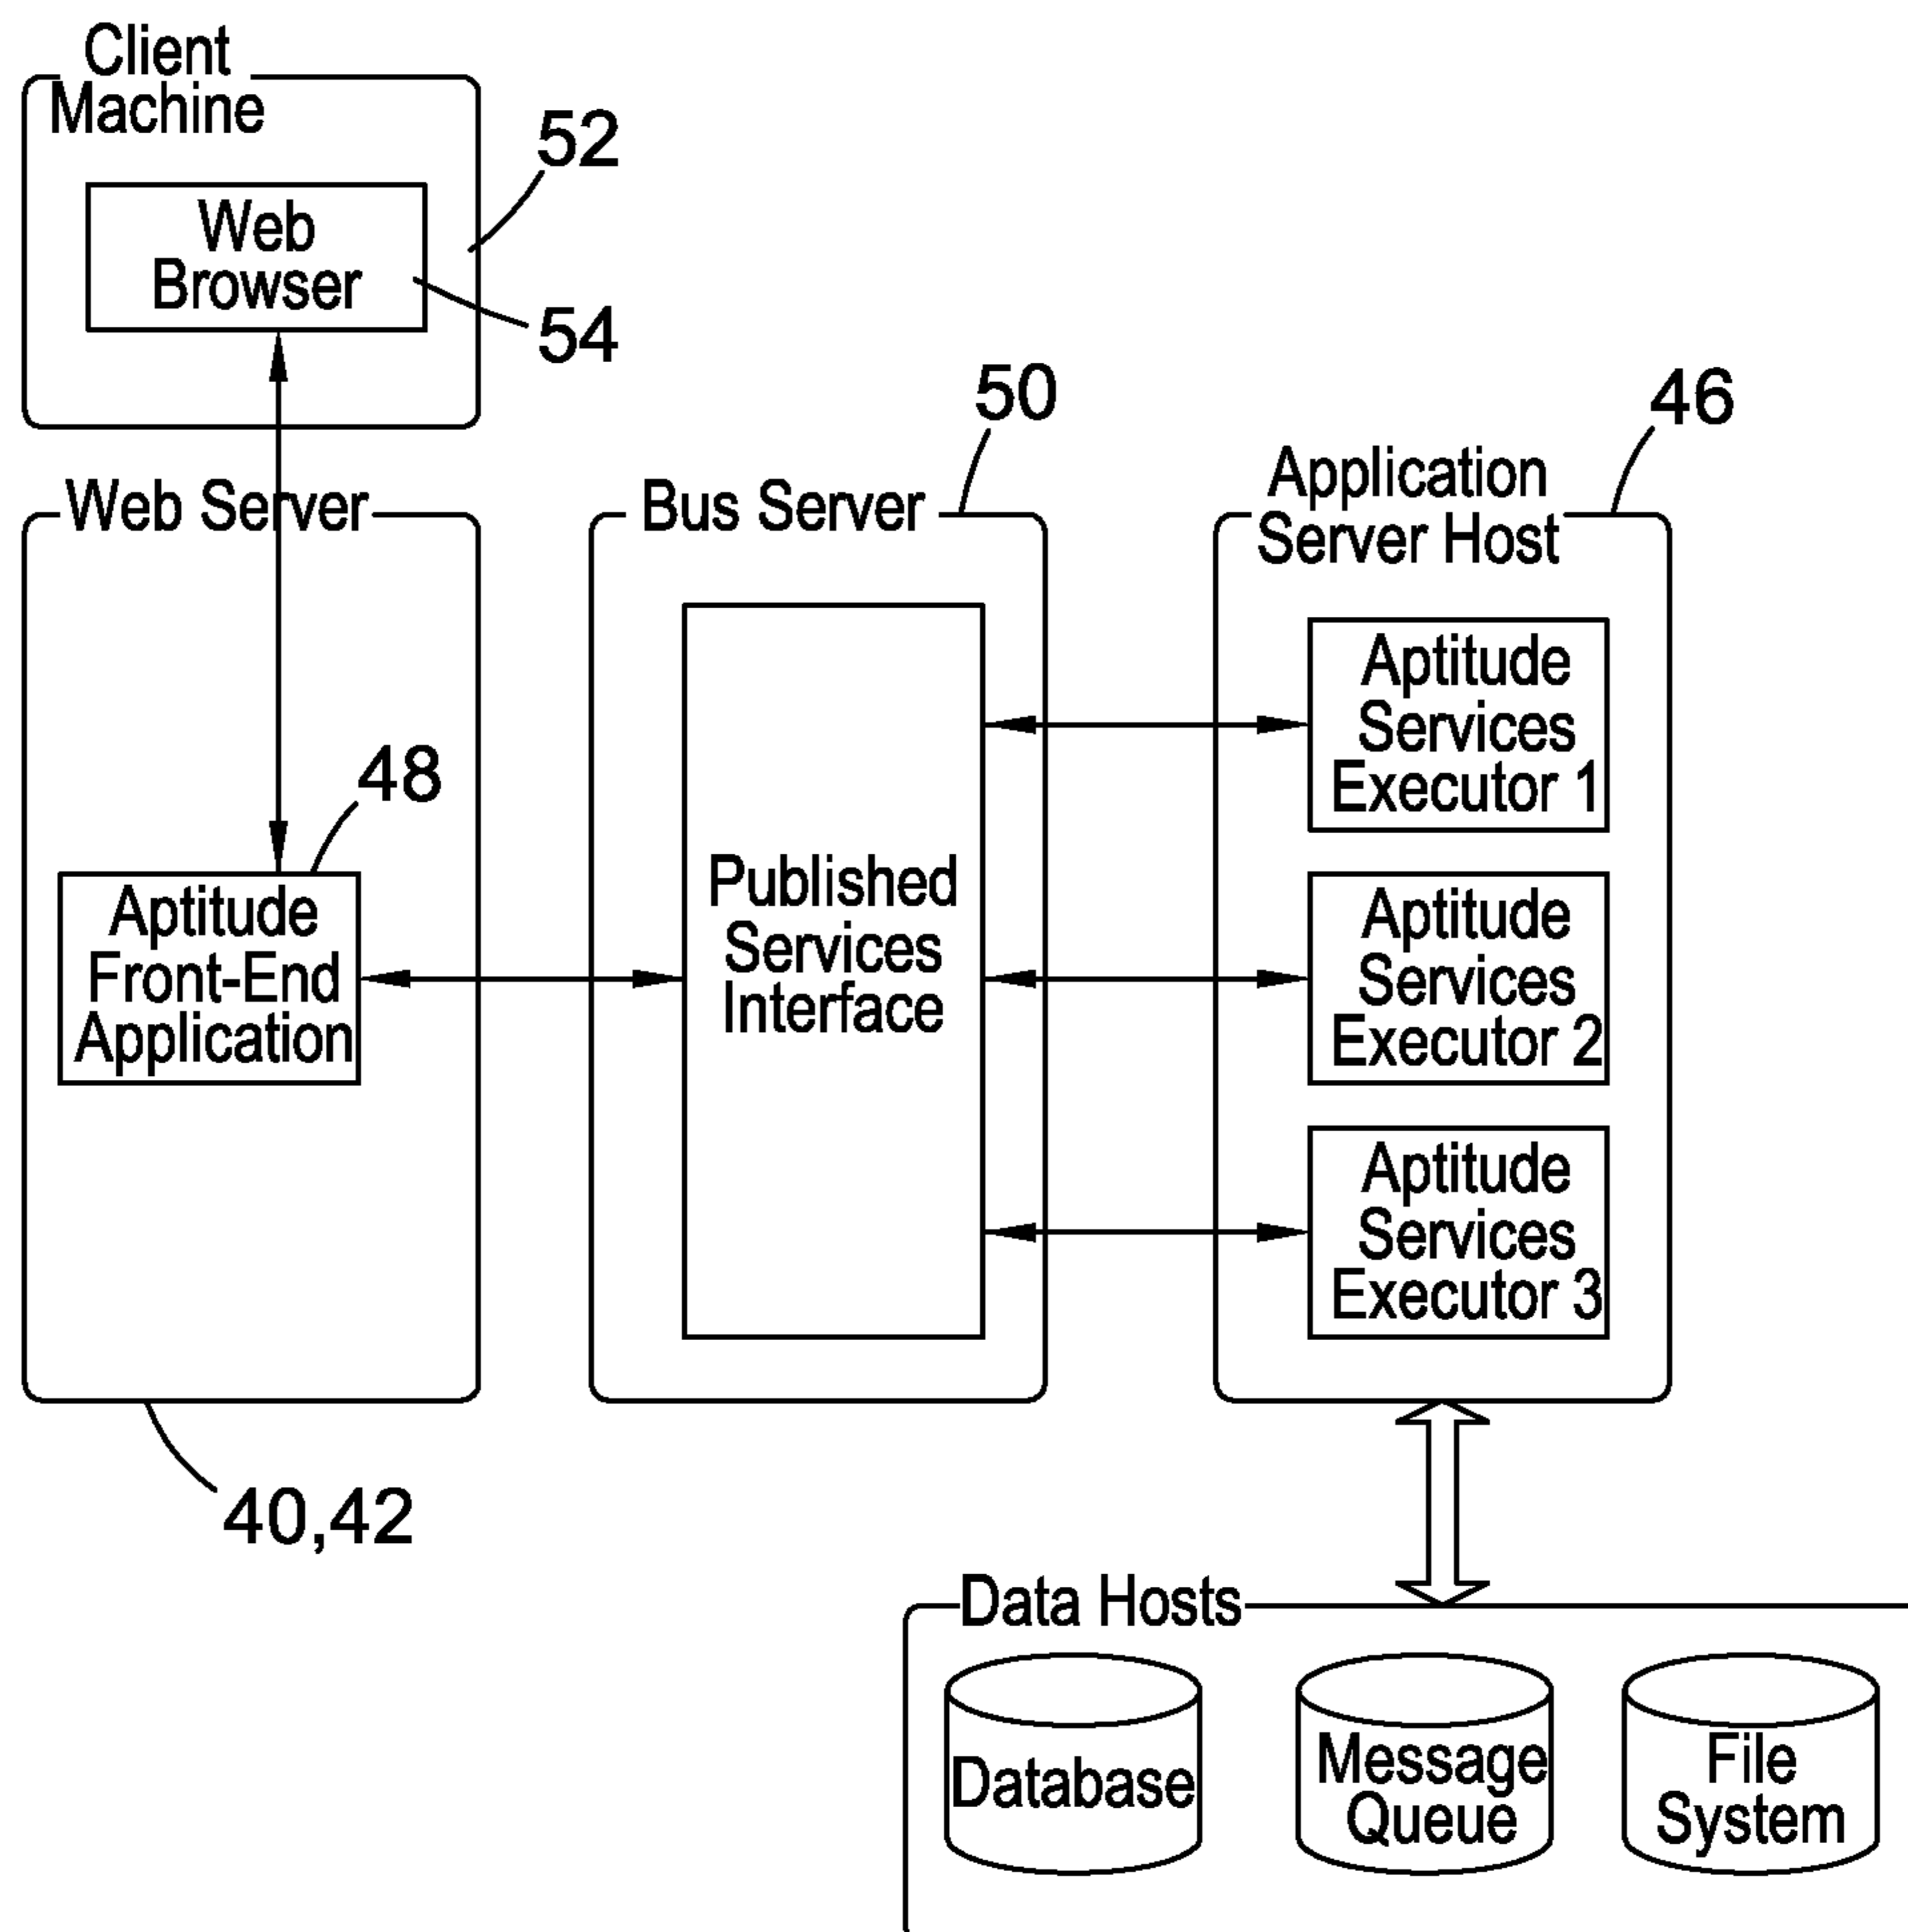 Client
Machine
52
Web
Browser
54
50
46
Web Server
Bus Server
Application
Server Host
48
Aptitude
Front-End
Application
Published
Services
Interface
Aptitude
Services
Executor 1
Aptitude
Services
Executor 2
Aptitude
Services
Executor 3
40,42
Data Hosts
Database
Message
Queue
File
System